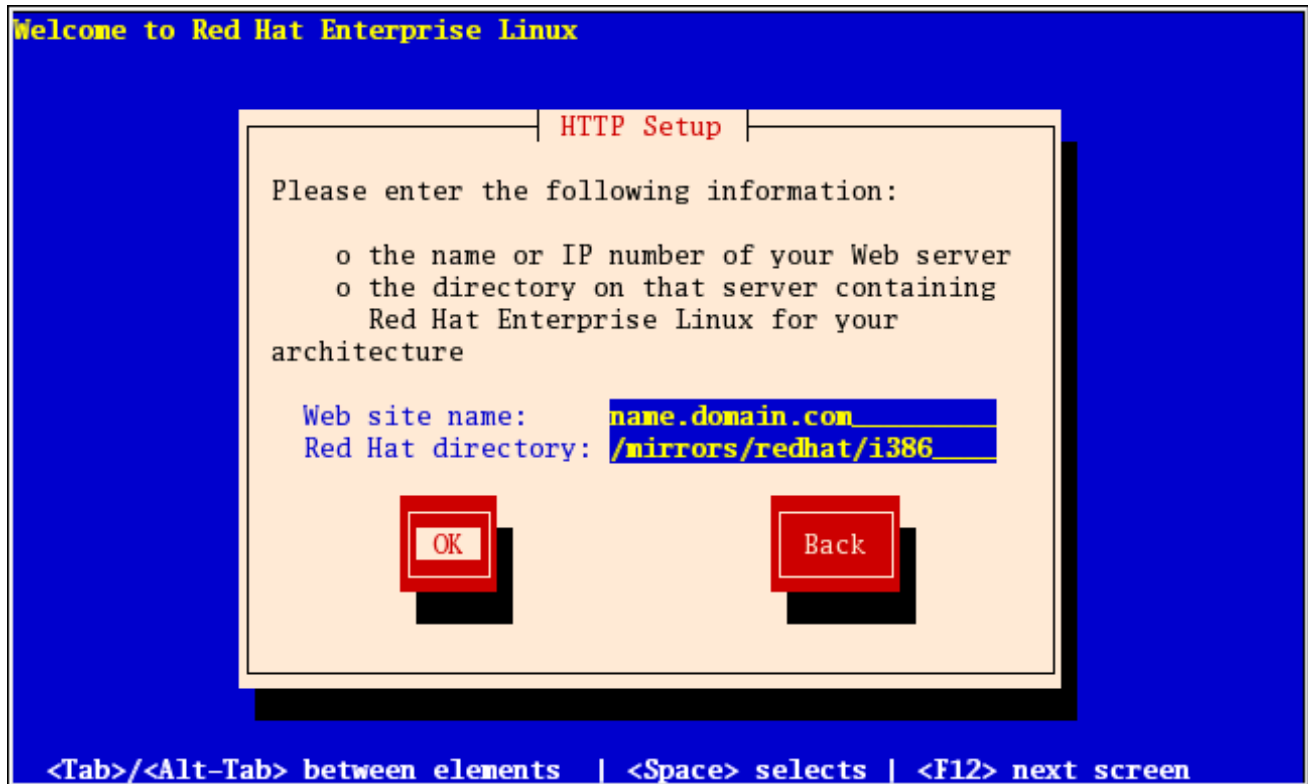 Welcome to Red Hat Enterprise Linux
HTTP Setup
Please enter the following information:
o the name or IP number of your Web server
o the directory on that server containing
Red Hat Enterprise Linux for your
architecture
Web site name: name.domain.com_________
Red Hat directory: /mirrors/redhat/i386____
OK Back
<Tab>/<Alt-Tab> between elements | <Space> selects | <F12> next screen